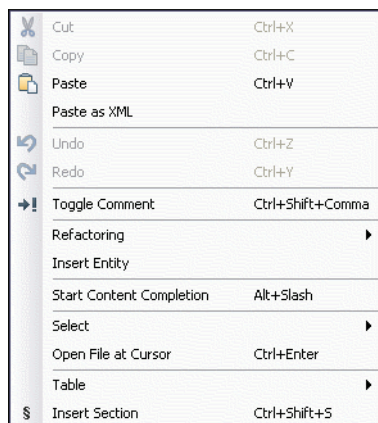 Cut Ctrl+X
Copy Ctrl+C
Paste Ctrl+V
Paste as XML
Undo Ctrl+Z
Redo Ctrl+Y
Toggle Comment Ctrl+Shift+Comma
Refactoring
Insert Entity
Start Content Completion Alt+Slash
Select
Open File at Cursor Ctrl+Enter
Table
§ Insert Section Ctrl+Shift+S